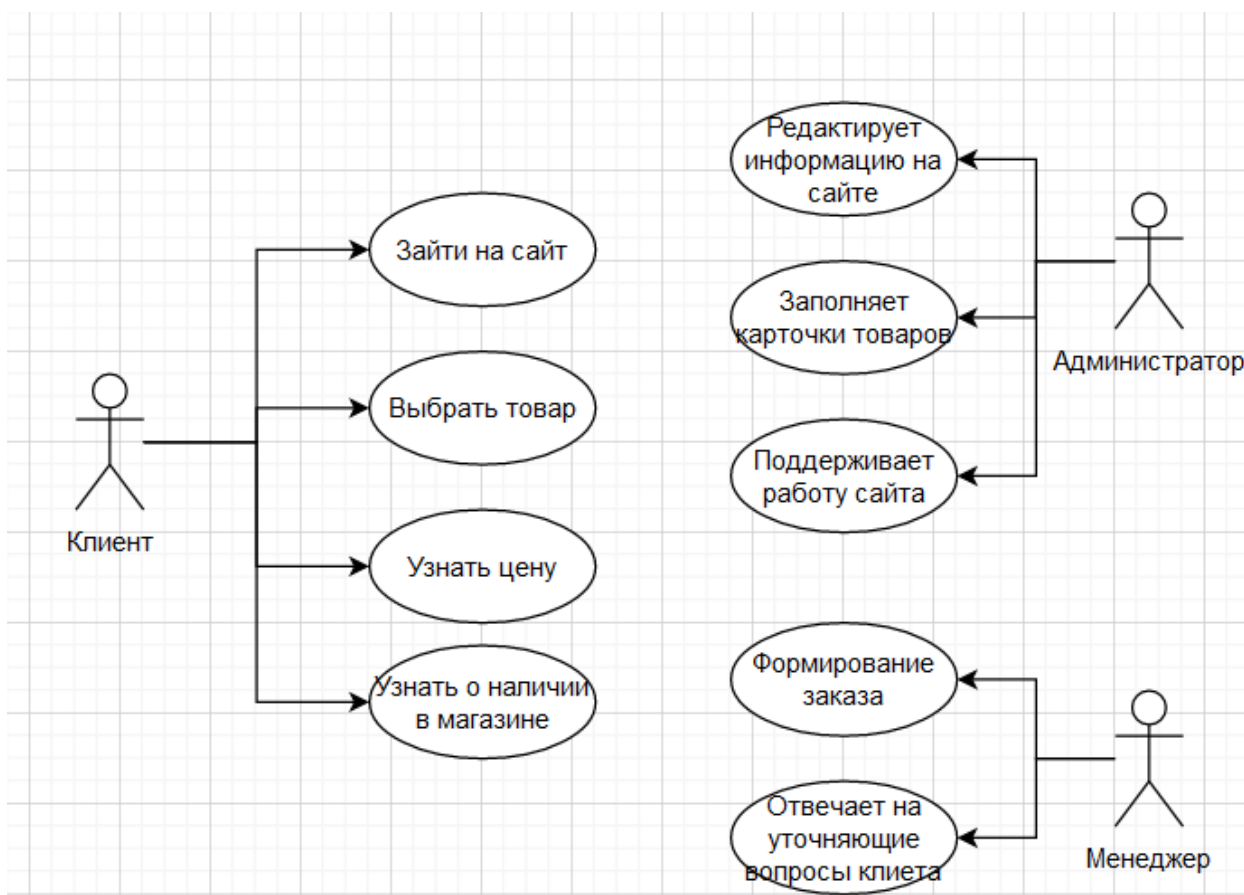 Зайти на сайт
Выбрать товар
Узнать цену
Узнать о наличии
в магазине
Клиент
Редактирует
информацию на
сайте
Заполняет
карточки товаров
Поддерживает
работу сайта
Администратор
Формирование
заказа
Отвечает на
уточняющие
вопросы клиета
Менеджер